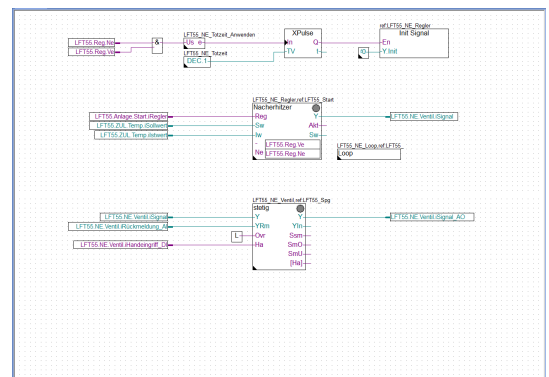 ref:LFT55_NE_Regler
LFT55_NE_Totzeit_Anwenden
XPulse
Init Signal
LFT55.Reg.Ne
&
Us e
In Q
En
LFT55.Reg.Ve
LFT55_NE_Totzeit
DEC.1
TV t
Y.Init
LFT55_NE_Regler,ref:LFT55_Start
Nacherhitzer
LFT55.Anlage.Start.iRegler
Reg Y
LFT55.NE.Ventil.iSignal
LFT55.ZUL.Temp.iSollwert
Sw Akt
LFT55.ZUL.Temp.iIstwert
Iw Sw
- LFT55.Reg.Ve
LFT55_NE_Loop,ref:LFT55_
Ne LFT55.Reg.Ne
Loop
LFT55_NE_Ventil,ref:LFT55_Spg
stetig
LFT55.NE.Ventil.iSignal
Y Y
LFT55.NE.Ventil.iSignal_AO
LFT55.NE.Ventil.iRückmeldung_AI
YRm YIn
L
Ovr Ssm
LFT55.NE.Ventil.iHandeingriff_DI
Ha SmO
SmU
[Ha]